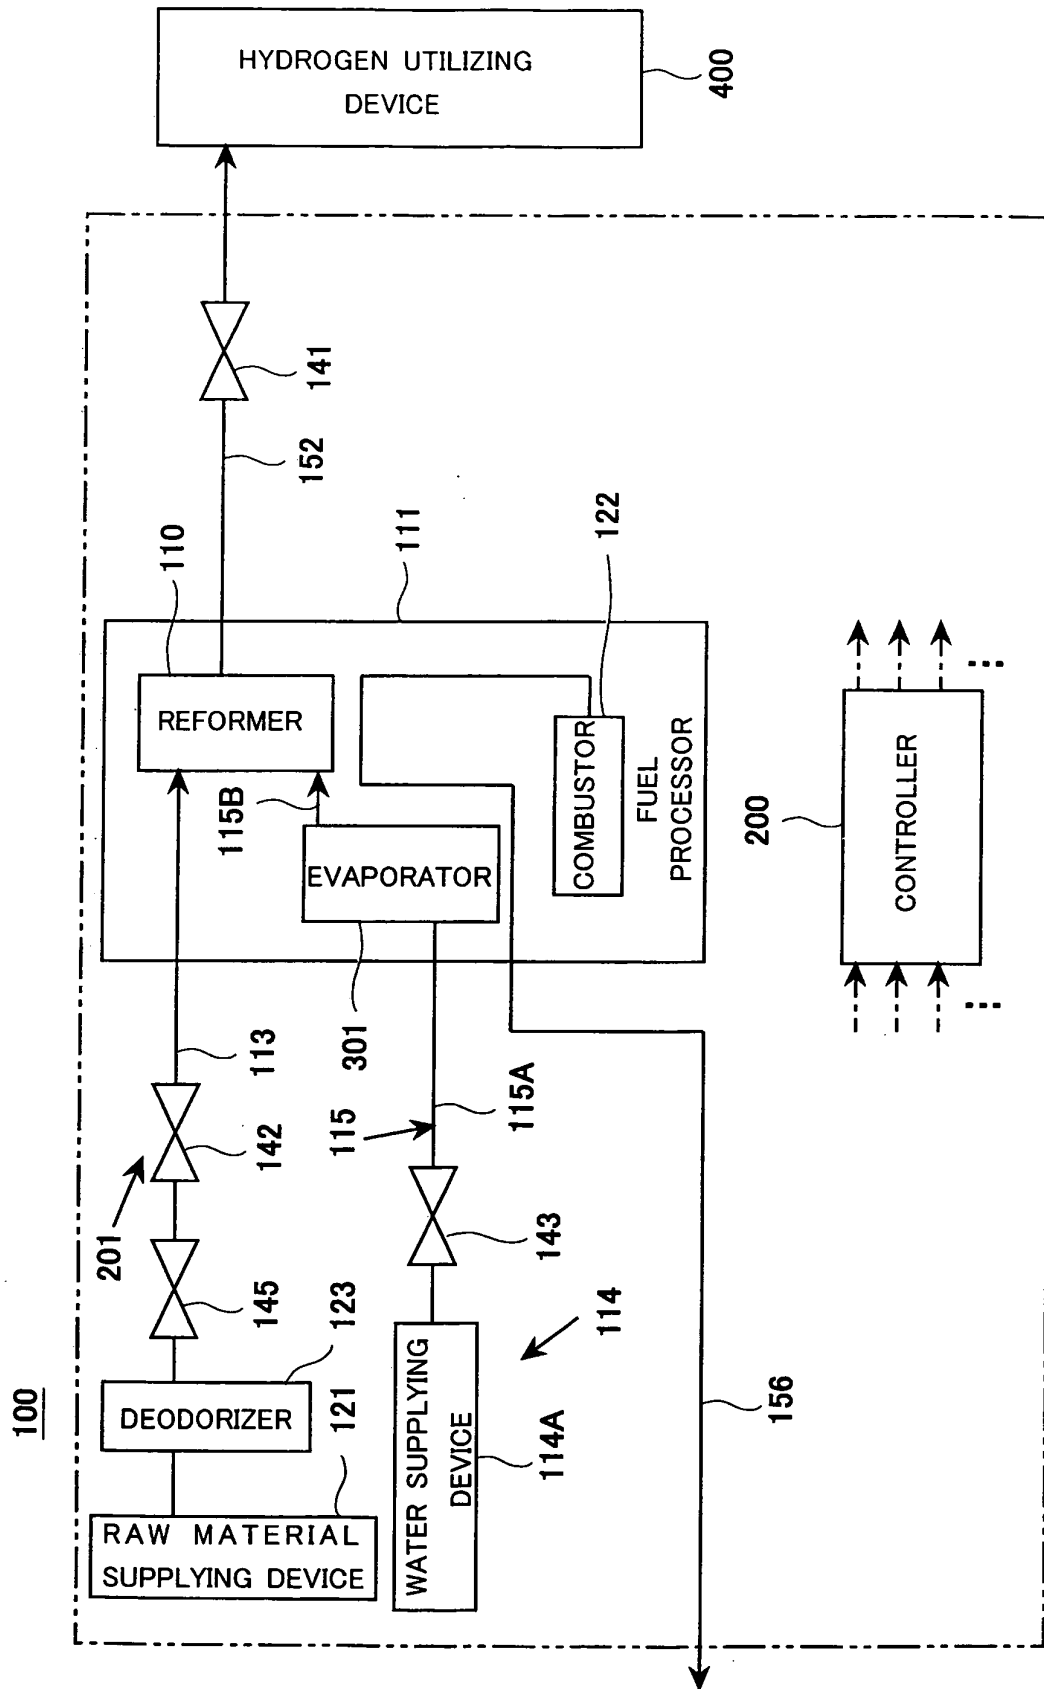 HYDROGEN UTILIZING
DEVICE
400
141
152
110
111
122
REFORMER
115B
EVAPORATOR
COMBUSTOR
FUEL
PROCESSOR
200
CONTROLLER
301
113
142
201
145
123
121
115
115A
143
114
DEODORIZER
WATER SUPPLYING
DEVICE
114A
156
100
RAW MATERIAL
SUPPLYING DEVICE